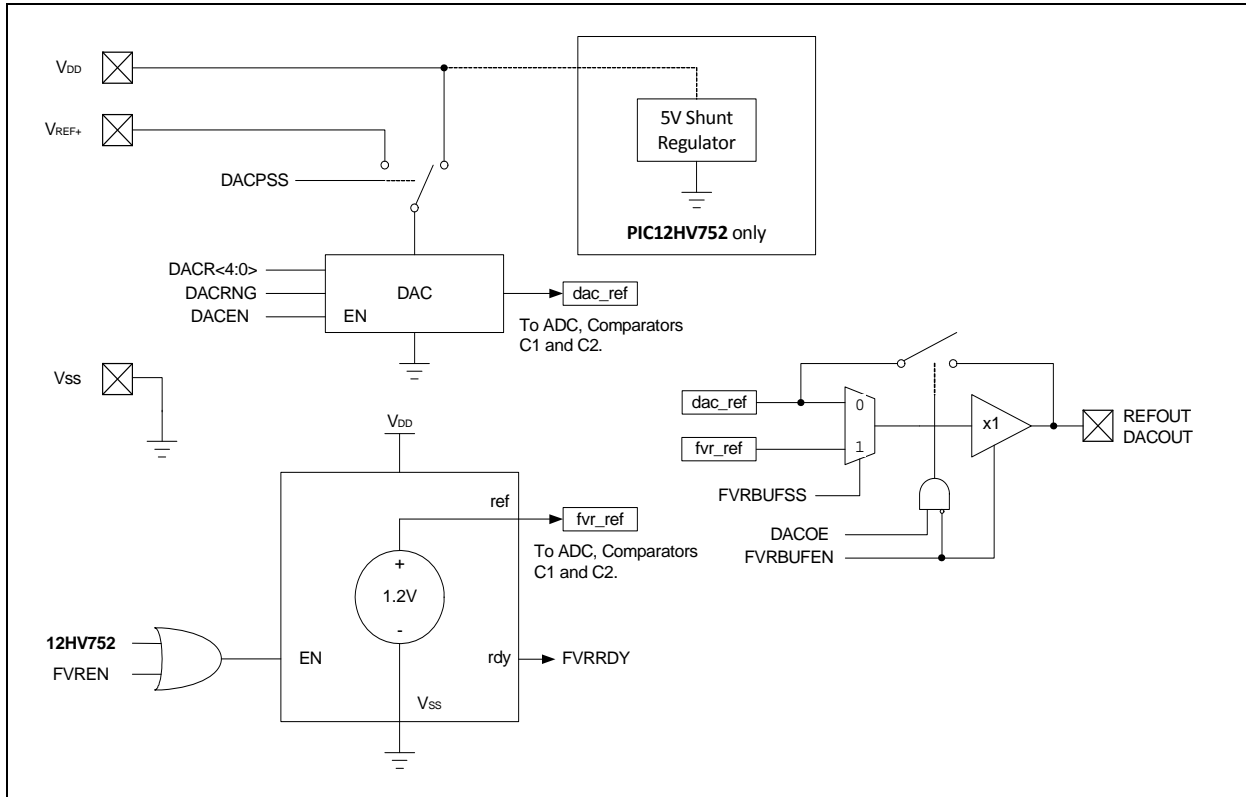 VDD
VREF+
5V Shunt
Regulator
PIC12HV752 only
DACPSS
DACR<4:0>
DACRNG
DACEN
EN
DAC
dac_ref
To ADC, Comparators
C1 and C2.
VSS
VDD
ref
fvr_ref
To ADC, Comparators
C1 and C2.
+
1.2V
-
12HV752
FVREN
EN
rdy
FVRRDY
VSS
dac_ref
fvr_ref
0
1
x1
REFOUT
DACOUT
FVRBUFSS
DACOE
FVRBUFEN